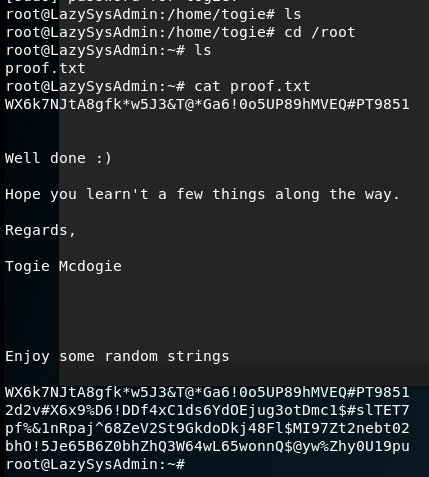 root@LazySysAdmin:/home/togie# ls
root@LazySysAdmin:/home/togie# cd /root
root@LazySysAdmin:~# ls
proof.txt
root@LazySysAdmin:~# cat proof.txt
WX6k7NJtA8gfk*w5J3&T@*Ga6!0o5UP89hMVEQ#PT9851
Well done :)
Hope you learn't a few things along the way.
Regards,
Togie Mcdogie
Enjoy some random strings
WX6k7NJtA8gfk*w5J3&T@*Ga6!0o5UP89hMVEQ#PT9851
2d2v#X6x9%D6!DDf4xC1ds6YdOEjug3otDmc1$#slTET7
pf%&1nRpaj^68ZeV2St9GkdoDkj48Fl$MI97Zt2nebt02
bhO!5Je65B6Z0bhZhQ3W64wL65wonnQ$@yw%Zhy0U19pu
root@LazySysAdmin:~#